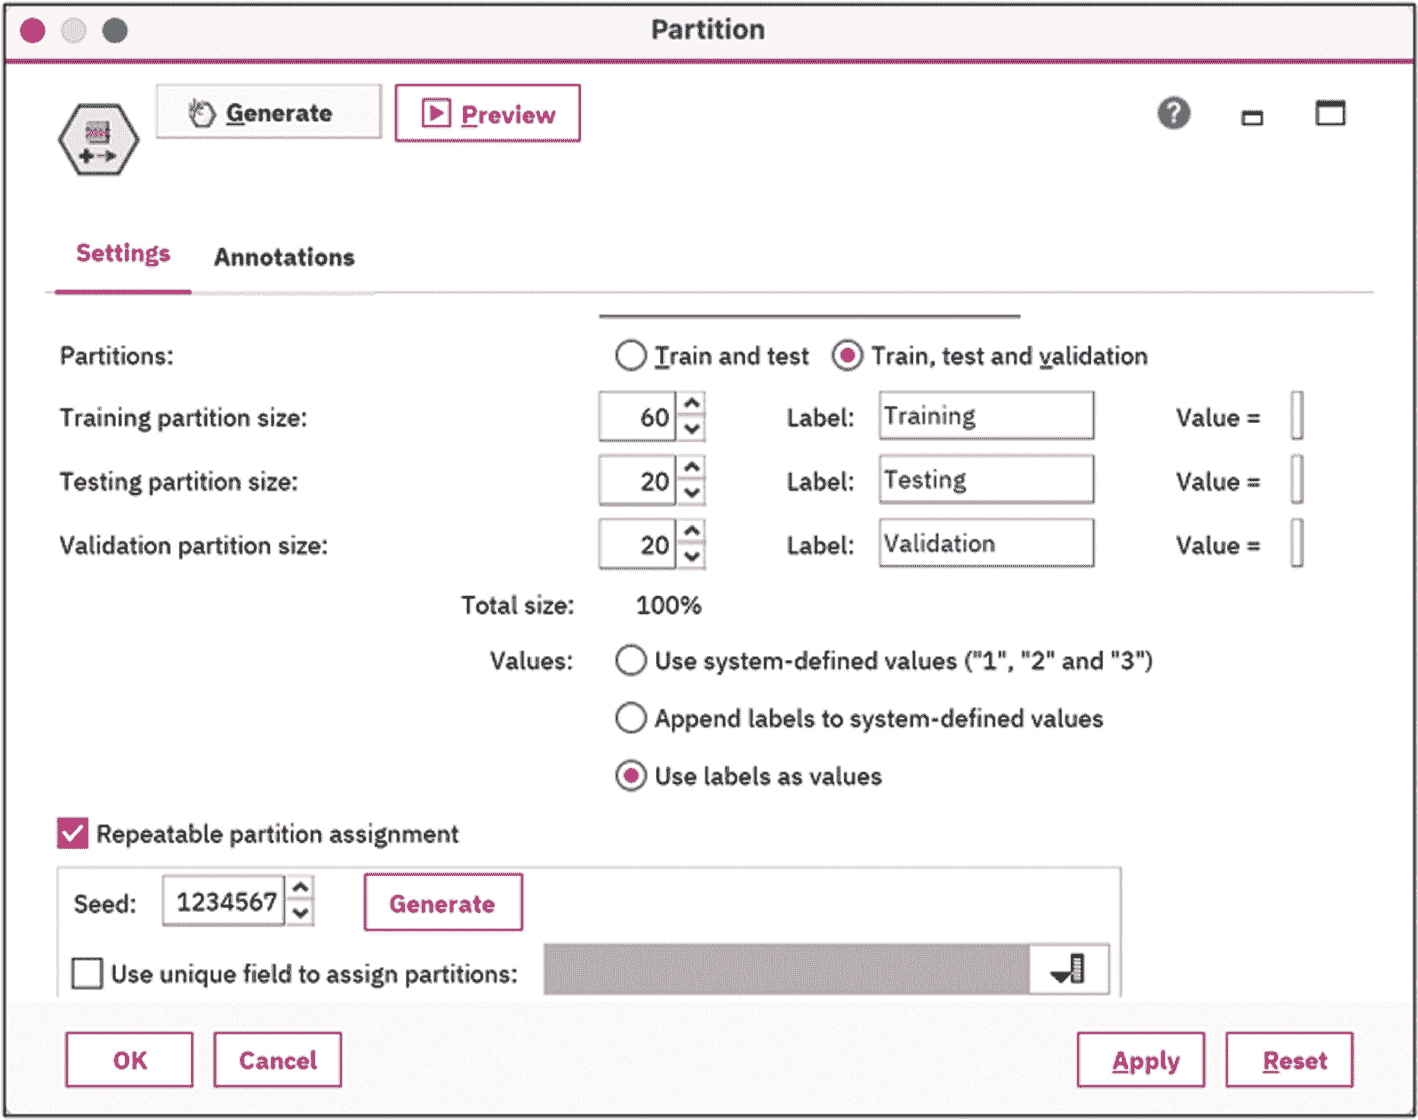 Partition
Generate
Preview
?
Settings
Annotations
Partitions: Train and test Train, test and validation
Training partition size: 60 Label: Training Value =
Testing partition size: 20 Label: Testing Value =
Validation partition size: 20 Label: Validation Value =
Total size: 100%
Values: Use system-defined values ("1", "2" and "3")
Append labels to system-defined values
Use labels as values
Repeatable partition assignment
Seed: 1234567 Generate
Use unique field to assign partitions:
OK Cancel Apply Reset